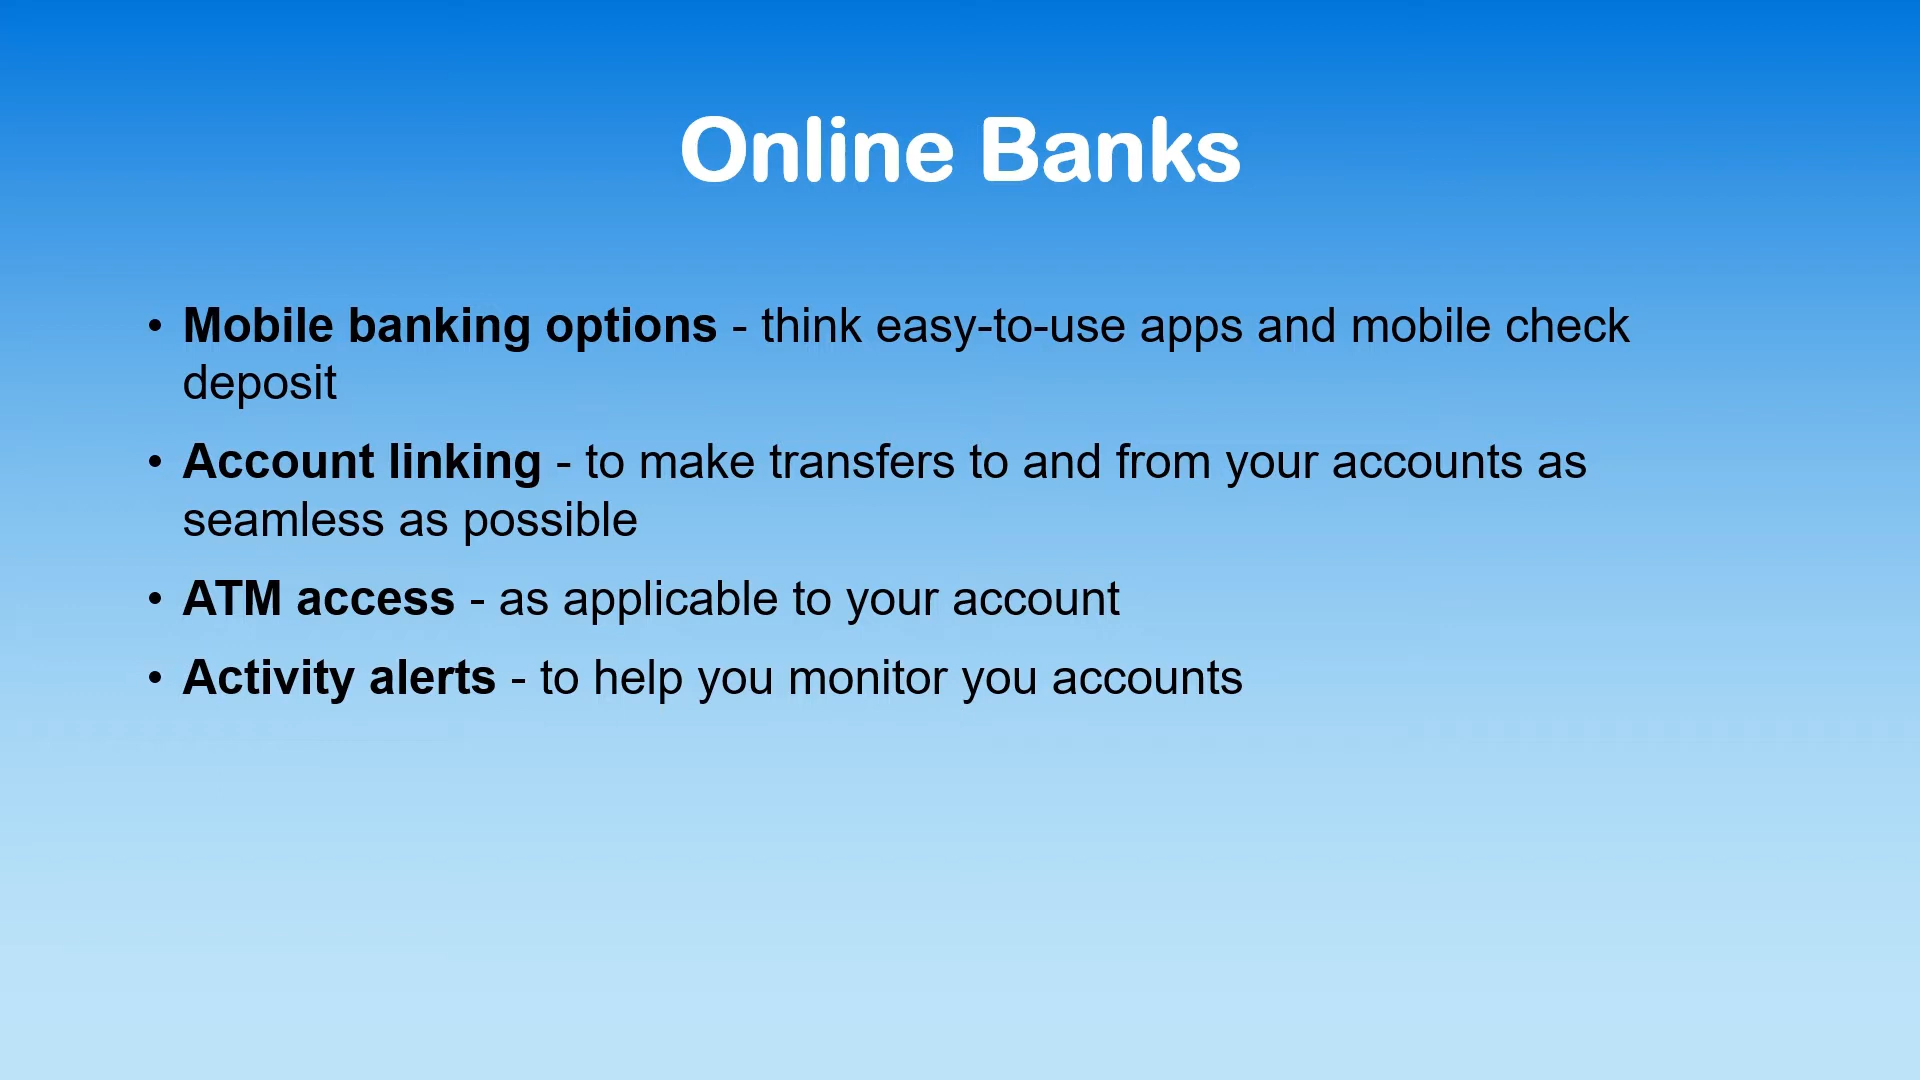 Online Banks
• Mobile banking options - think easy-to-use apps and mobile check
deposit
• Account linking - to make transfers to and from your accounts as
seamless as possible
• ATM access - as applicable to your account
• Activity alerts - to help you monitor you accounts